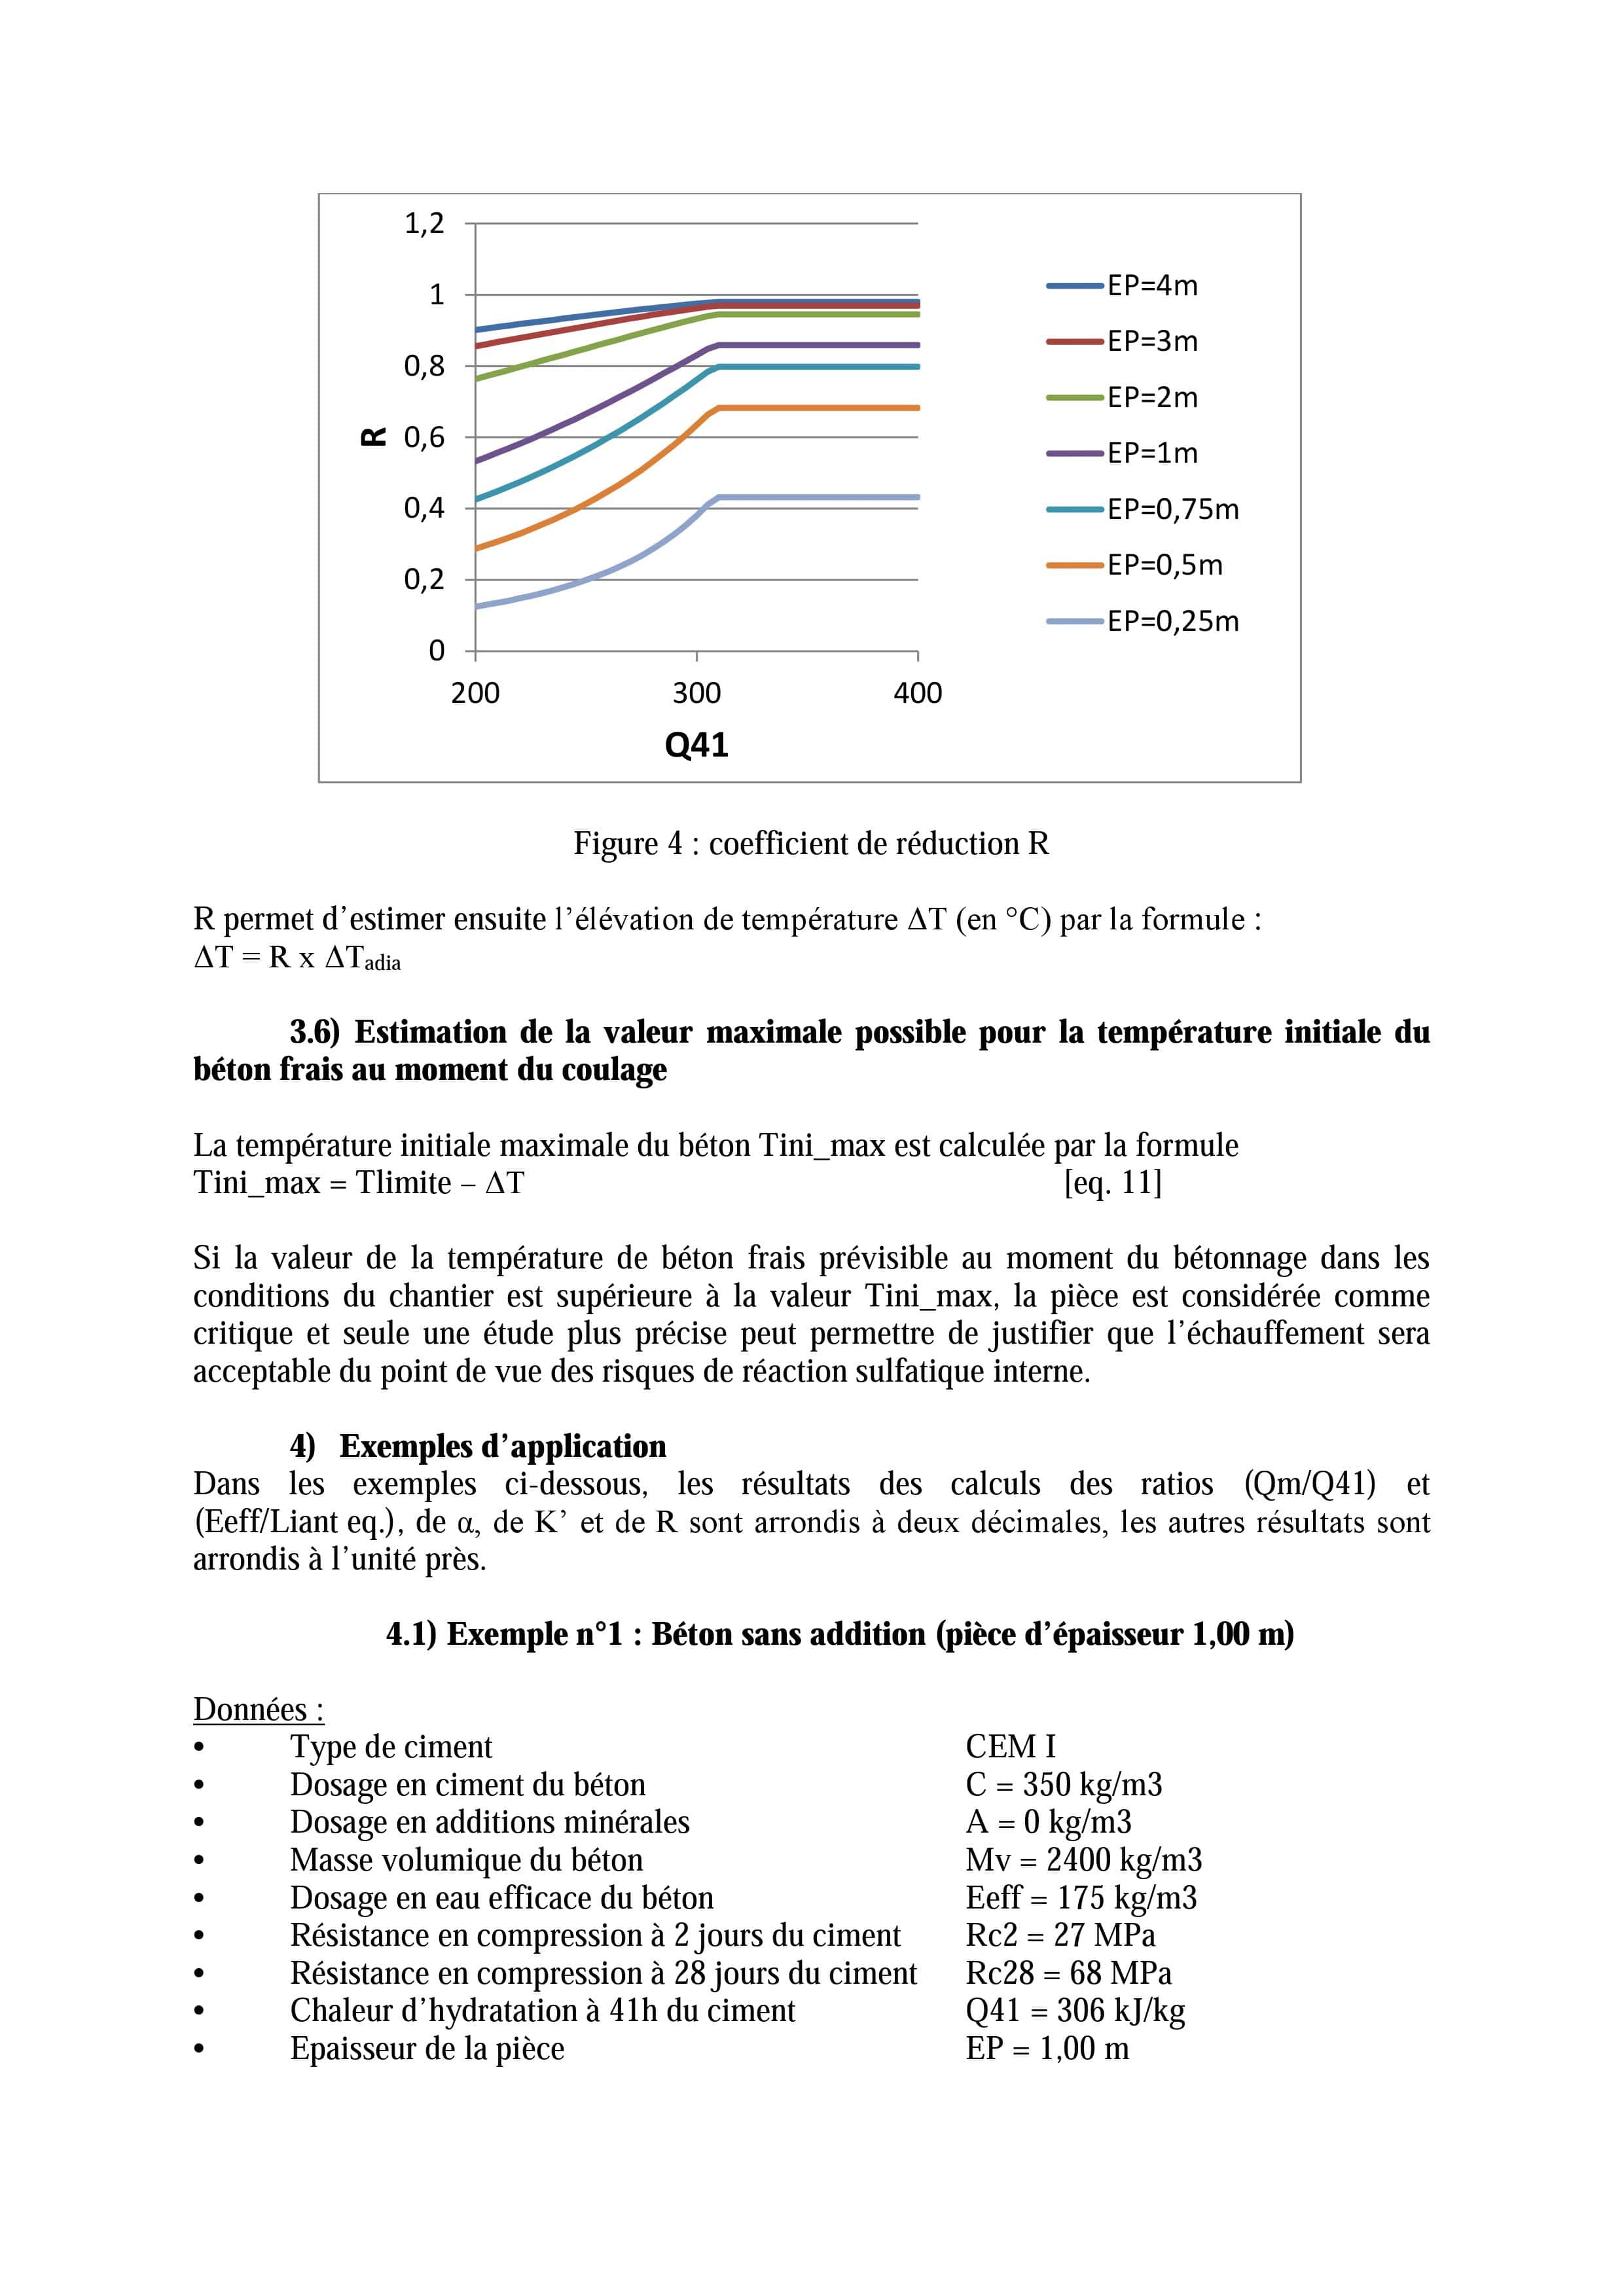 1,2
1
0,8
0,6
0,4
0,2
0
R
200 300 400
Q41
EP=4m
EP=3m
EP=2m
EP=1m
EP=0,75m
EP=0,5m
EP=0,25m
Figure 4 : coefficient de réduction R
R permet d’estimer ensuite l’élévation de température ΔT (en °C) par la formule :
ΔT = R x ΔTadia
3.6) Estimation de la valeur maximale possible pour la température initiale du
béton frais au moment du coulage
La température initiale maximale du béton Tini_max est calculée par la formule
Tini_max = Tlimite – ΔT [eq. 11]
Si la valeur de la température de béton frais prévisible au moment du bétonnage dans les
conditions du chantier est supérieure à la valeur Tini_max, la pièce est considérée comme
critique et seule une étude plus précise peut permettre de justifier que l’échauffement sera
acceptable du point de vue des risques de réaction sulfatique interne.
4) Exemples d’application
Dans les exemples ci-dessous, les résultats des calculs des ratios (Qm/Q41) et
(Eeff/Liant eq.), de α, de K’ et de R sont arrondis à deux décimales, les autres résultats sont
arrondis à l’unité près.
4.1) Exemple n°1 : Béton sans addition (pièce d’épaisseur 1,00 m)
Données :
• Type de ciment CEM I
• Dosage en ciment du béton C = 350 kg/m3
• Dosage en additions minérales A = 0 kg/m3
• Masse volumique du béton Mv = 2400 kg/m3
• Dosage en eau efficace du béton Eeff = 175 kg/m3
• Résistance en compression à 2 jours du ciment Rc2 = 27 MPa
• Résistance en compression à 28 jours du ciment Rc28 = 68 MPa
• Chaleur d’hydratation à 41h du ciment Q41 = 306 kJ/kg
• Epaisseur de la pièce EP = 1,00 m